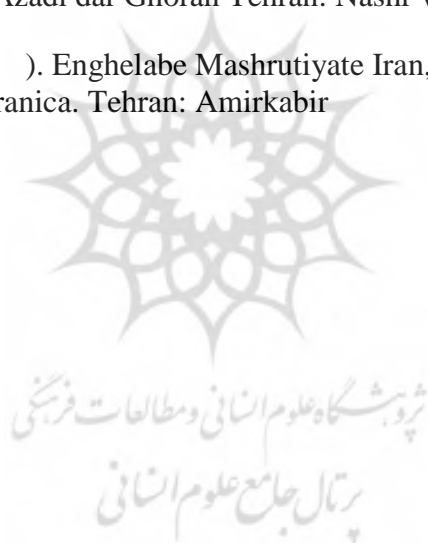 Azadi dar Ghoran Tehran: Nashr
). Enghelabe Mashrutiyate Iran,
ranica. Tehran: Amirkabir
پژوهشگاه علوم انسانی و مطالعات فرهنگی
پرتال جامع علوم انسانی